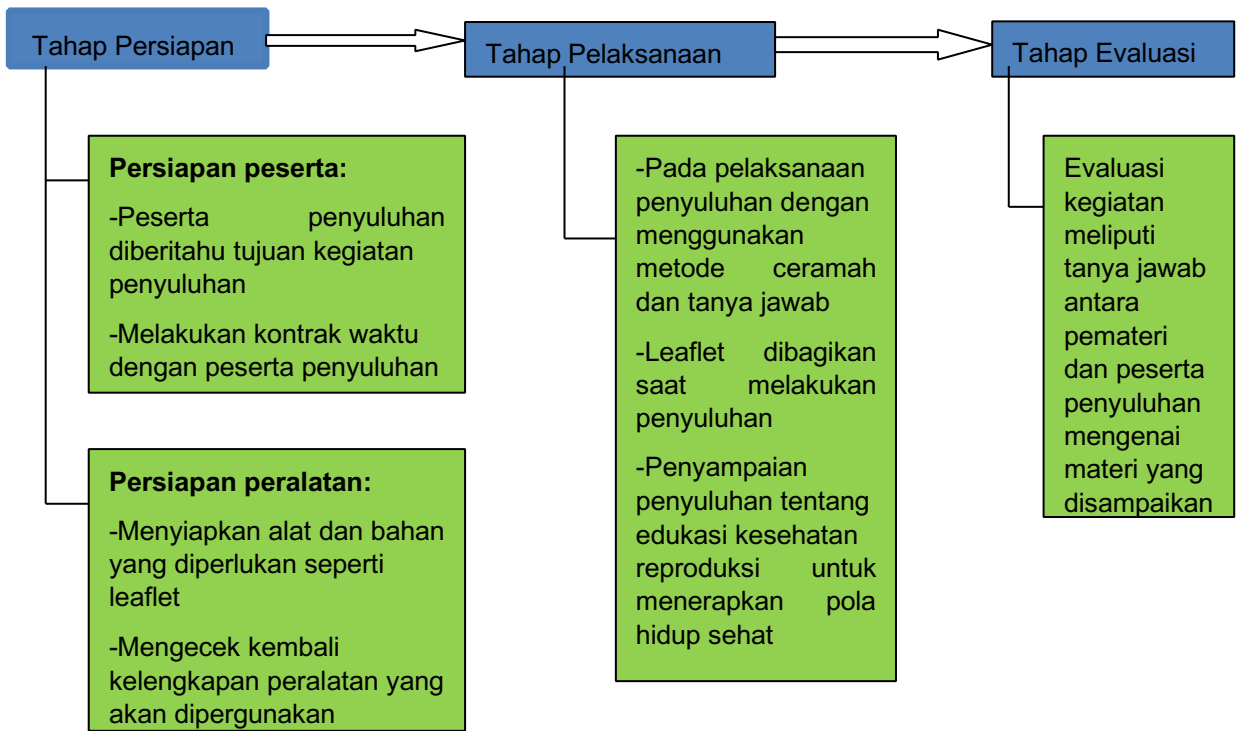 Tahap Persiapan
Tahap Pelaksanaan
Tahap Evaluasi
Persiapan peserta:
-Peserta penyuluhan
diberitahu tujuan kegiatan
penyuluhan
-Melakukan kontrak waktu
dengan peserta penyuluhan
Persiapan peralatan:
-Menyiapkan alat dan bahan
yang diperlukan seperti
leaflet
-Mengecek kembali
kelengkapan peralatan yang
akan dipergunakan
-Pada pelaksanaan
penyuluhan dengan
menggunakan
metode ceramah
dan tanya jawab
-Leaflet dibagikan
saat melakukan
penyuluhan
-Penyampaian
penyuluhan tentang
edukasi kesehatan
reproduksi untuk
menerapkan pola
hidup sehat
Evaluasi
kegiatan
meliputi
tanya jawab
antara
pemateri
dan peserta
penyuluhan
mengenai
materi yang
disampaikan